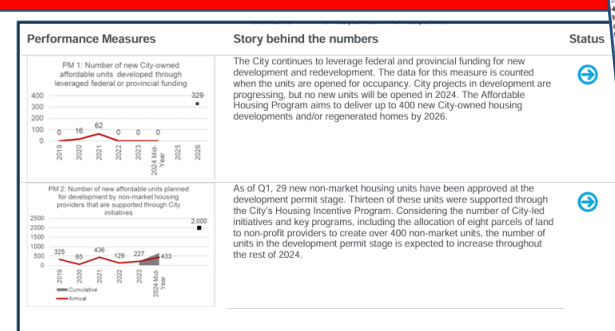 Performance Measures
Story behind the numbers
Status
PM 1: Number of new City-owned
affordable units developed through
leveraged federal or provincial funding
400
300
200
100
0
0
16
62
0
0
0
329
2019
2020
2021
2022
2023
2024 Mid-
Year
2025
2026
The City continues to leverage federal and provincial funding for new
development and redevelopment. The data for this measure is counted
when the units are opened for occupancy. City projects in development are
progressing, but no new units will be opened in 2024. The Affordable
Housing Program aims to deliver up to 400 new City-owned housing
developments and/or regenerated homes by 2026.
PM 2: Number of new affordable units planned
for development by non-market housing
providers that are supported through City
initiatives
2500
2000
1500
1000
500
0
325
65
436
129
227
433
2,000
2019
2020
2021
2022
2023
2024 Mid-
Year
2025
2026
Cumulative
Annual
As of Q1, 29 new non-market housing units have been approved at the
development permit stage. Thirteen of these units were supported through
the City's Housing Incentive Program. Considering the number of City-led
initiatives and key programs, including the allocation of eight parcels of land
to non-profit providers to create over 400 non-market units, the number of
units in the development permit stage is expected to increase throughout
the rest of 2024.